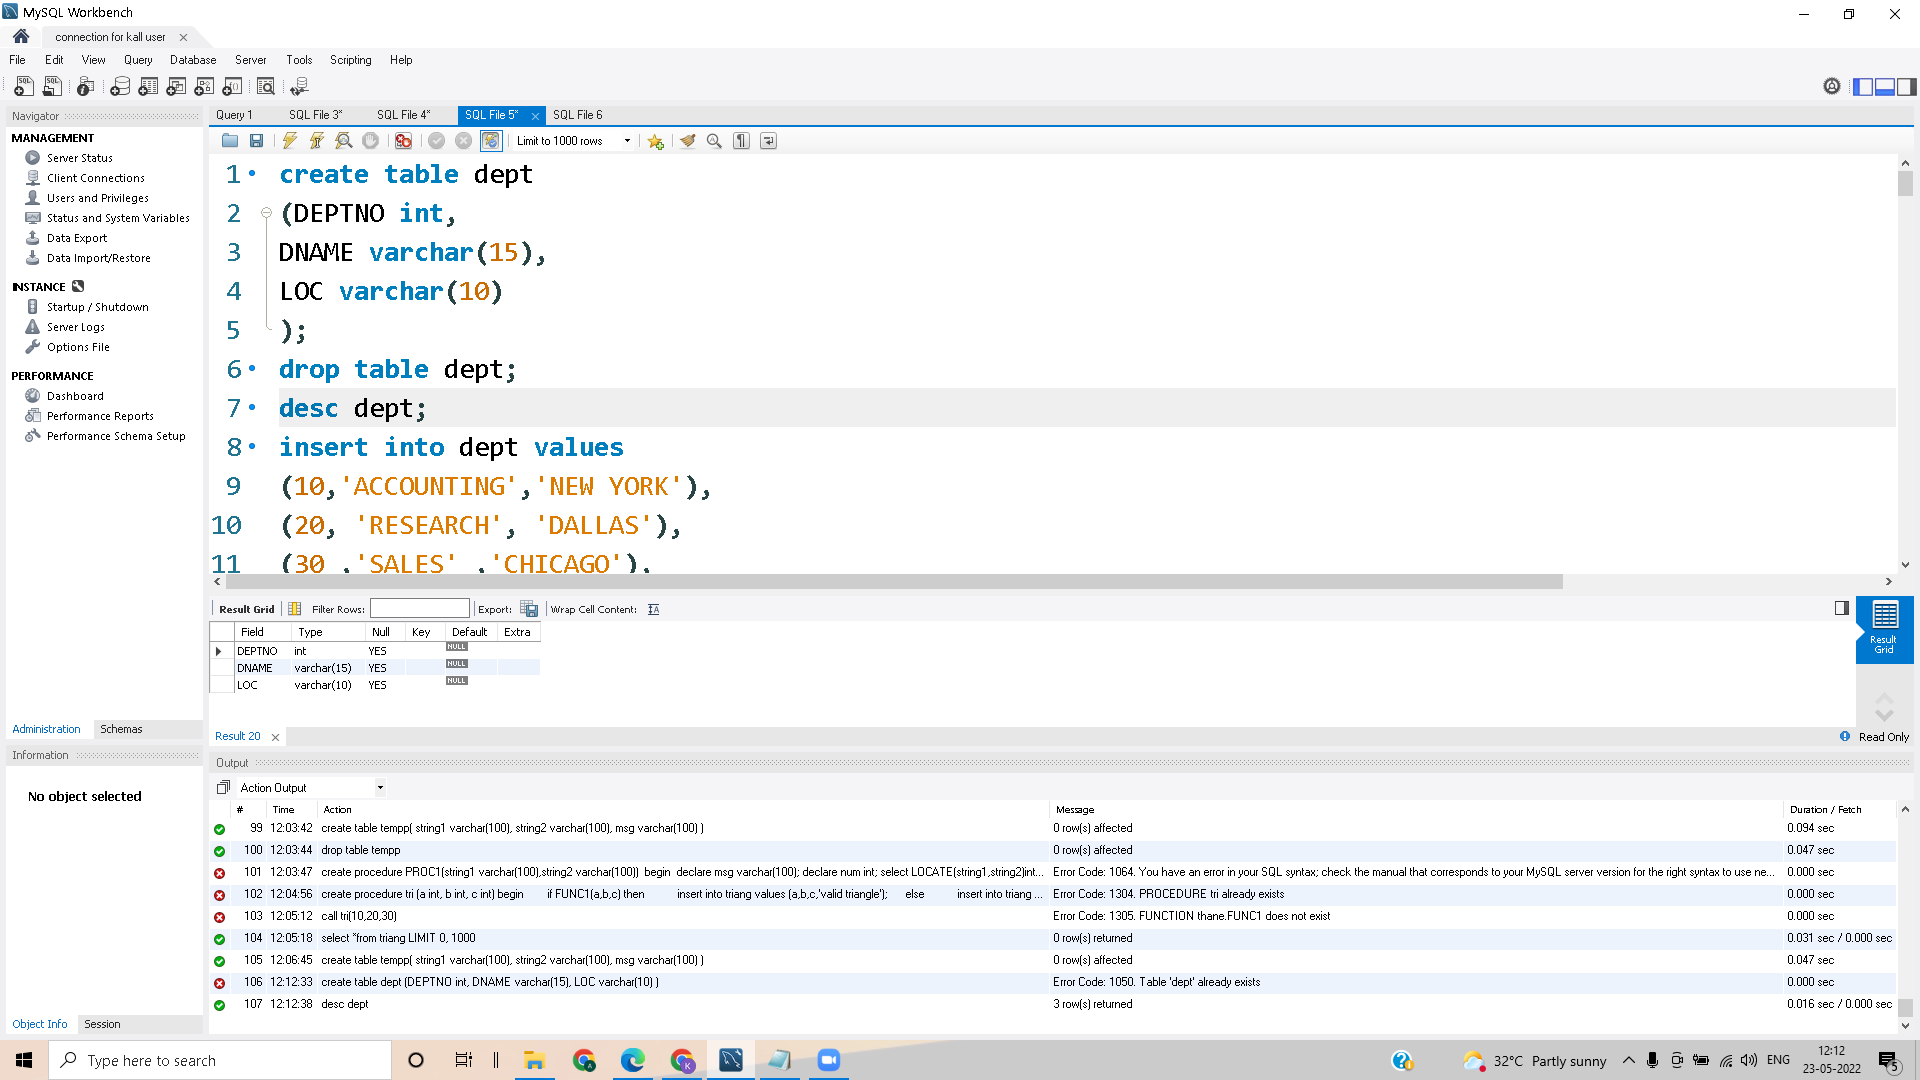 MySQL Workbench
connection for kall user
File Edit View Query Database Server Tools Scripting Help
Navigator
MANAGEMENT
Server Status
Client Connections
Users and Privileges
Status and System Variables
Data Export
Data Import/Restore
INSTANCE
Startup / Shutdown
Server Logs
Options File
PERFORMANCE
Dashboard
Performance Reports
Performance Schema Setup
Administration Schemas
Information
No object selected
Object Info Session
Query 1 SQL File 3* SQL File 4* SQL File 5* SQL File 6
Limit to 1000 rows
1 create table dept
2 (DEPTNO int,
3 DNAME varchar(15),
4 LOC varchar(10)
5 );
6 drop table dept;
7 desc dept;
8 insert into dept values
9 (10,'ACCOUNTING','NEW YORK'),
10 (20, 'RESEARCH', 'DALLAS'),
11 (30 ,'SALES' ,'CHICAGO'),
Result Grid Filter Rows: Export: Wrap Cell Content:
Field Type Null Key Default Extra
DEPTNO int YES NULL
DNAME varchar(15) YES NULL
LOC varchar(10) YES NULL
Result Grid
Result 20
Read Only
Output
Action Output
# Time Action Message Duration / Fetch
99 12:03:42 create table tempp( string1 varchar(100), string2 varchar(100), msg varchar(100) ) 0 row(s) affected 0.094 sec
100 12:03:44 drop table tempp 0 row(s) affected 0.047 sec
101 12:03:47 create procedure PROC1(string1 varchar(100),string2 varchar(100)) begin declare msg varchar(100); declare num int; select LOCATE(string1,string2)int... Error Code: 1064. You have an error in your SQL syntax; check the manual that corresponds to your MySQL server version for the right syntax to use ne... 0.000 sec
102 12:04:56 create procedure tri (a int, b int, c int) begin if FUNC1(a,b,c) then insert into triang values (a,b,c,'valid triangle'); else insert into triang ... Error Code: 1304. PROCEDURE tri already exists 0.000 sec
103 12:05:12 call tri(10,20,30) Error Code: 1305. FUNCTION thane.FUNC1 does not exist 0.000 sec
104 12:05:18 select *from triang LIMIT 0, 1000 0 row(s) returned 0.031 sec / 0.000 sec
105 12:06:45 create table tempp( string1 varchar(100), string2 varchar(100), msg varchar(100) ) 0 row(s) affected 0.047 sec
106 12:12:33 create table dept (DEPTNO int, DNAME varchar(15), LOC varchar(10) ) Error Code: 1050. Table 'dept' already exists 0.000 sec
107 12:12:38 desc dept 3 row(s) returned 0.016 sec / 0.000 sec
Type here to search
32°C Partly sunny
ENG
12:12
23-05-2022
5